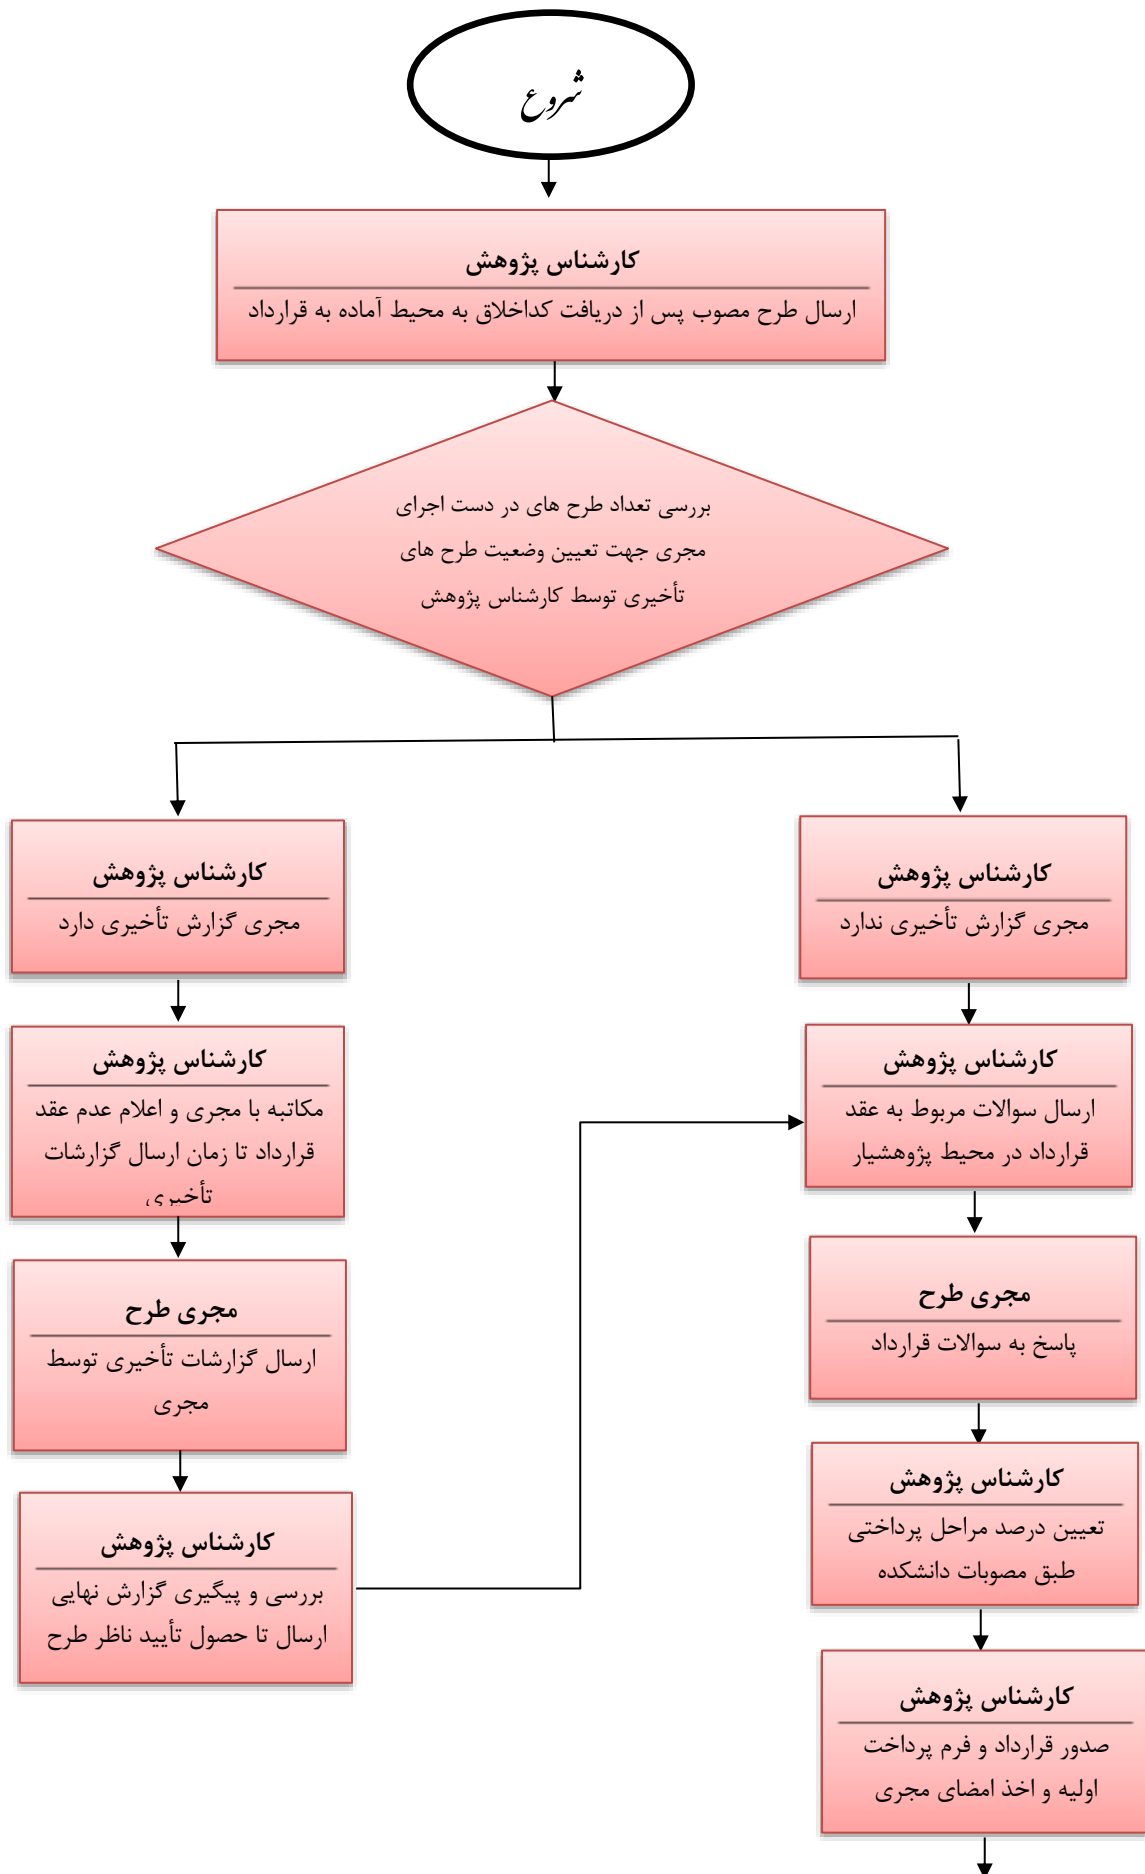 شروع
کارشناس پژوهش
ارسال طرح مصوب پس از دریافت کداخلاق به محیط آماده به قرارداد
بررسی تعداد طرح های در دست اجرای
مجری جهت تعیین وضعیت طرح های
تأخیری توسط کارشناس پژوهش
کارشناس پژوهش
مجری گزارش تأخیری ندارد
کارشناس پژوهش
ارسال سوالات مربوط به عقد
قرارداد در محیط پژوهشیار
مجری طرح
پاسخ به سوالات قرارداد
کارشناس پژوهش
تعیین درصد مراحل پرداختی
طبق مصوبات دانشکده
کارشناس پژوهش
صدور قرارداد و فرم پرداخت
اولیه و اخذ امضای مجری
کارشناس پژوهش
مجری گزارش تأخیری دارد
کارشناس پژوهش
مکاتبه با مجری و اعلام عدم عقد
قرارداد تا زمان ارسال گزارشات
تأخیری
مجری طرح
ارسال گزارشات تأخیری توسط
مجری
کارشناس پژوهش
بررسی و پیگیری گزارش نهایی
ارسال تا حصول تأیید ناظر طرح